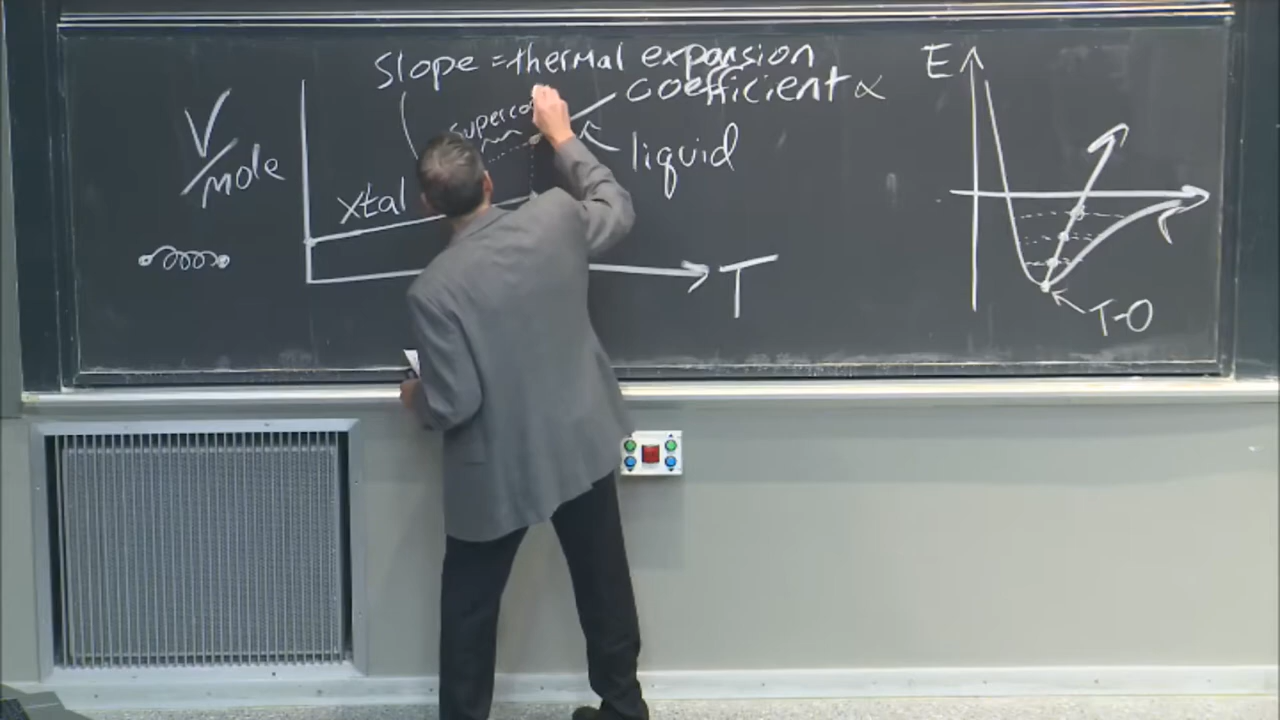 Slope = thermal expansion
coefficient α
E
V
/mole
liquid
xtal
T
T-0